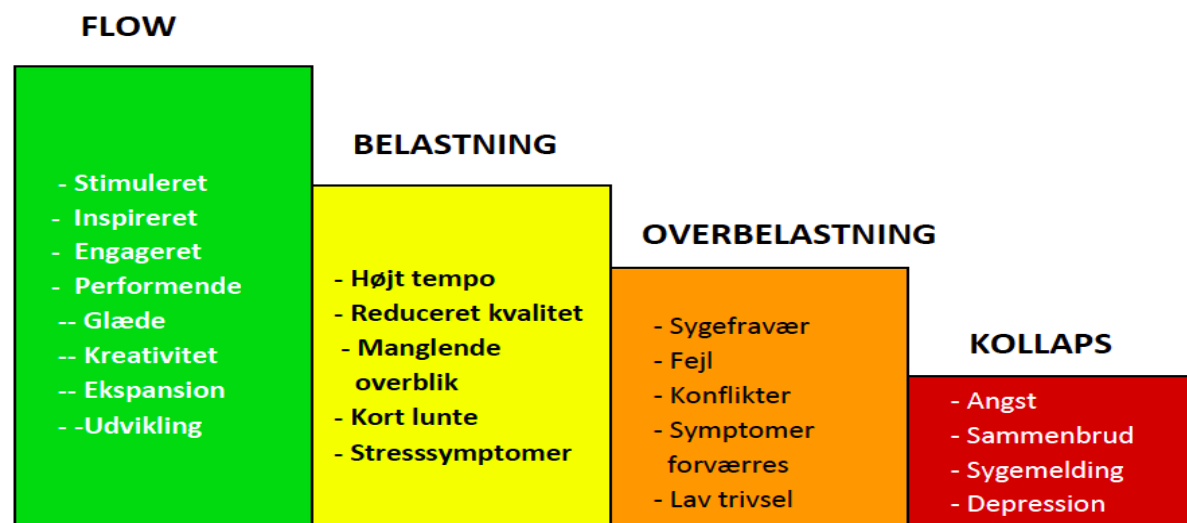 FLOW
- Stimuleret
- Inspireret
- Engageret
- Performende
-- Glæde
-- Kreativitet
-- Ekspansion
- -Udvikling
BELASTNING
- Højt tempo
- Reduceret kvalitet
- Manglende
overblik
- Kort lunte
- Stresssymptomer
OVERBELASTNING
- Sygefravær
- Fejl
- Konflikter
- Symptomer
forværres
- Lav trivsel
KOLLAPS
- Angst
- Sammenbrud
- Sygemelding
- Depression